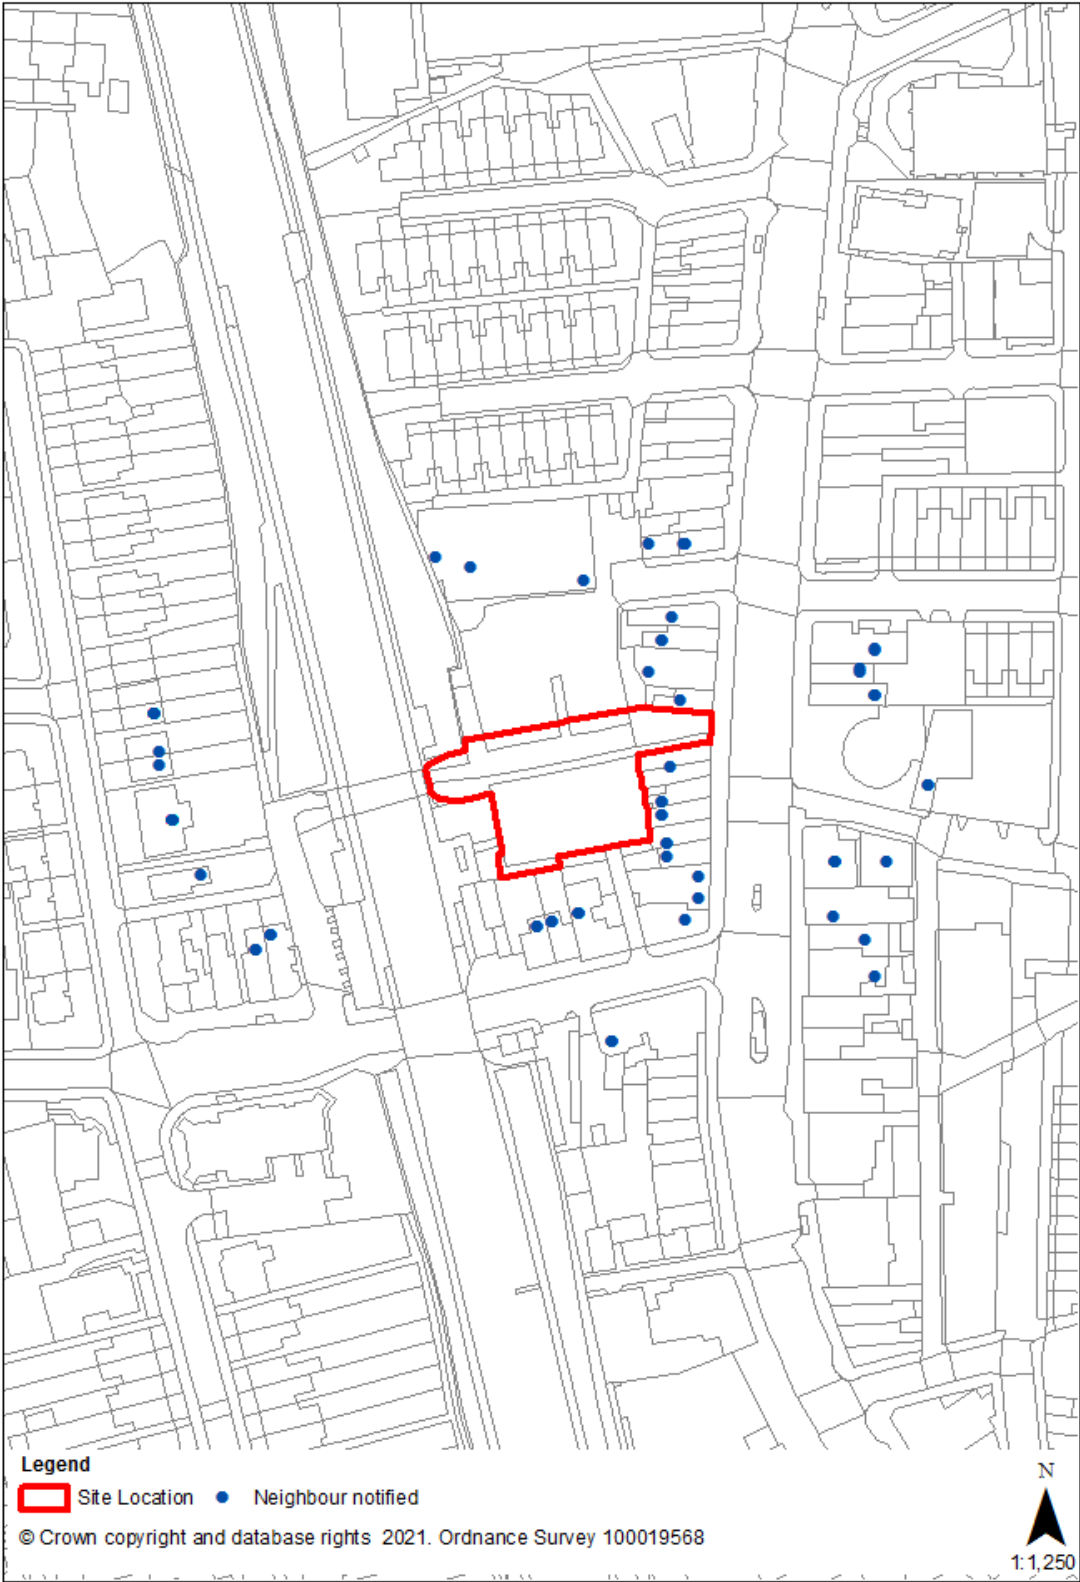 Legend
Site Location Neighbour notified
N
© Crown copyright and database rights 2021. Ordnance Survey 100019568
1:1,250